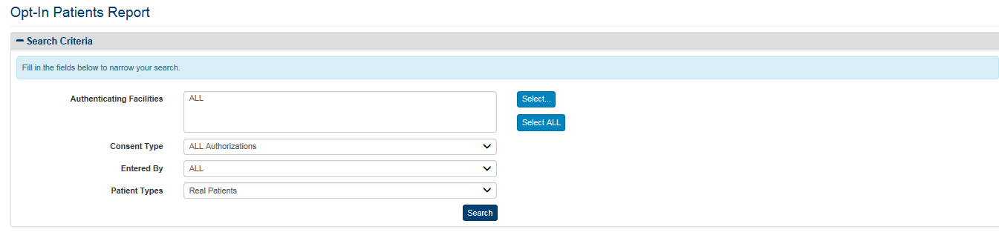 Opt-In Patients Report
Search Criteria
Fill in the fields below to narrow your search.
Authenticating Facilities ALL Select...
Select ALL
Consent Type ALL Authorizations
Entered By ALL
Patient Types Real Patients
Search